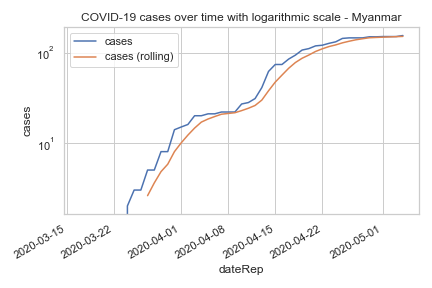 COVID-19 cases over time with logarithmic scale - Myanmar
cases
cases (rolling)
10²
10¹
cases
2020-03-15
2020-03-22
2020-04-01
2020-04-08
2020-04-15
2020-04-22
2020-05-01
dateRep